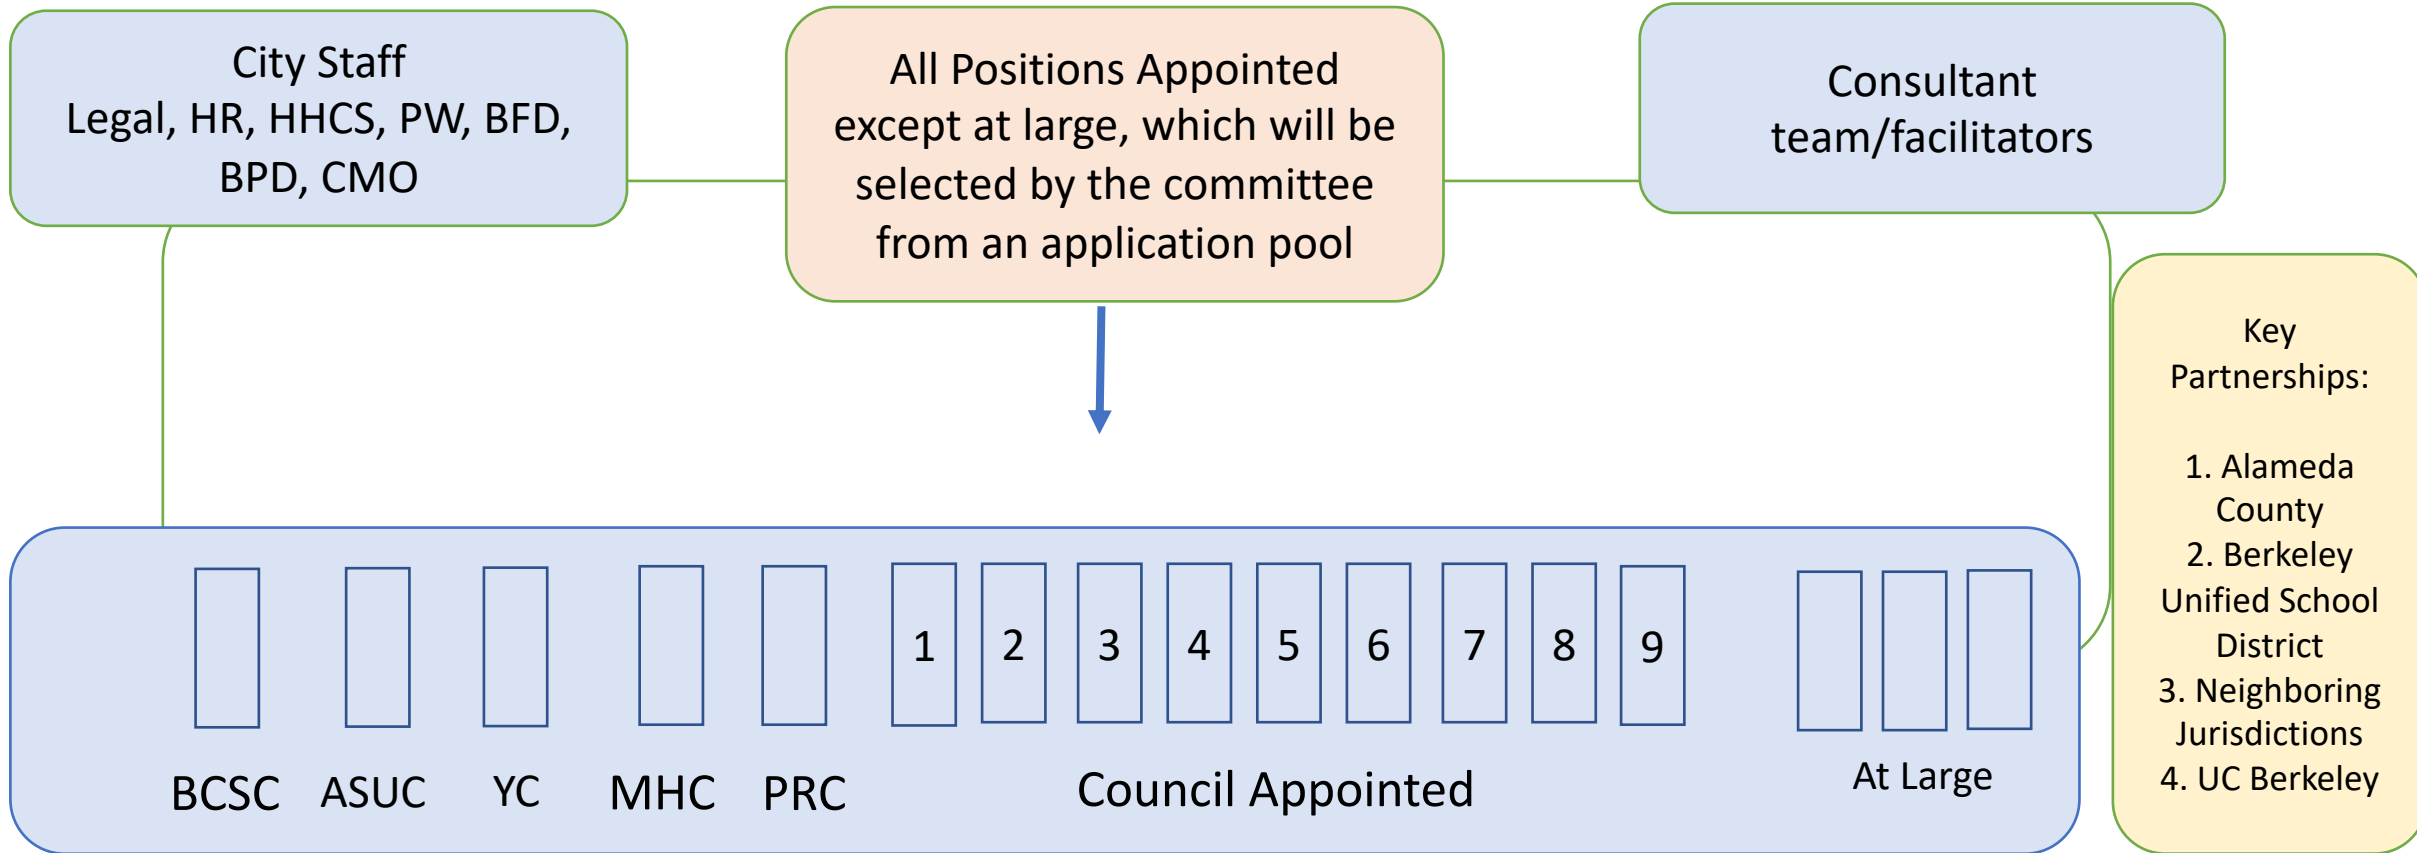 City Staff
Legal, HR, HHCS, PW, BFD,
BPD, CMO
All Positions Appointed
except at large, which will be
selected by the committee
from an application pool
Consultant
team/facilitators
Key
Partnerships:
1. Alameda
County
2. Berkeley
Unified School
District
3. Neighboring
Jurisdictions
4. UC Berkeley
1 2 3 4 5 6 7 8 9
BCSC ASUC YC MHC PRC Council Appointed At Large